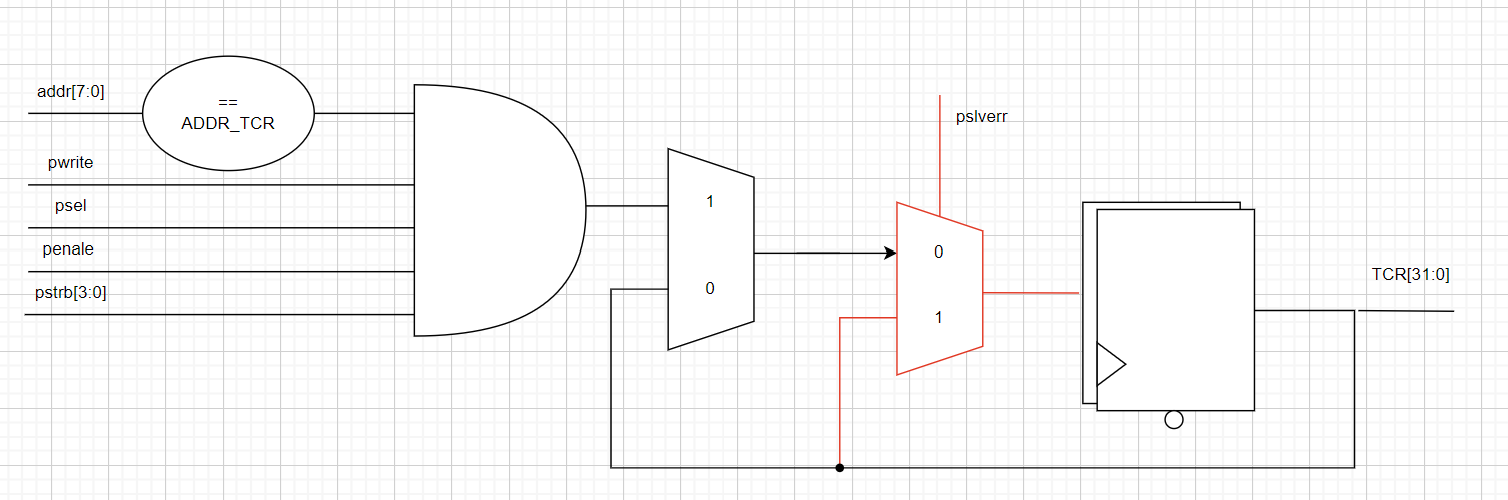 addr[7:0]
==
ADDR_TCR
pwrite
psel
penale
pstrb[3:0]
1
0
pslverr
0
1
TCR[31:0]